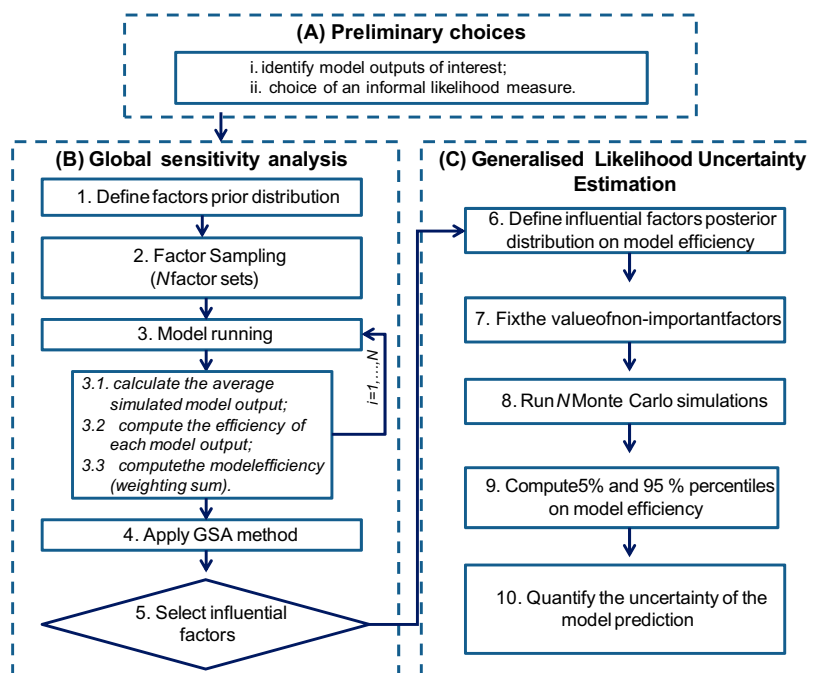 (A) Preliminary choices
i. identify model outputs of interest;
ii. choice of an informal likelihood measure.
(B) Global sensitivity analysis
1. Define factors prior distribution
2. Factor Sampling
(N factor sets)
3. Model running
i=1,...,N
3.1. calculate the average
simulated model output;
3.2 compute the efficiency of
each model output;
3.3 computethe modelefficiency
(weighting sum).
4. Apply GSA method
5. Select influential
factors
(C) Generalised Likelihood Uncertainty
Estimation
6. Define influential factors posterior
distribution on model efficiency
7. Fixthe valueofnon-importantfactors
8. Run N Monte Carlo simulations
9. Compute5% and 95 % percentiles
on model efficiency
10. Quantify the uncertainty of the
model prediction